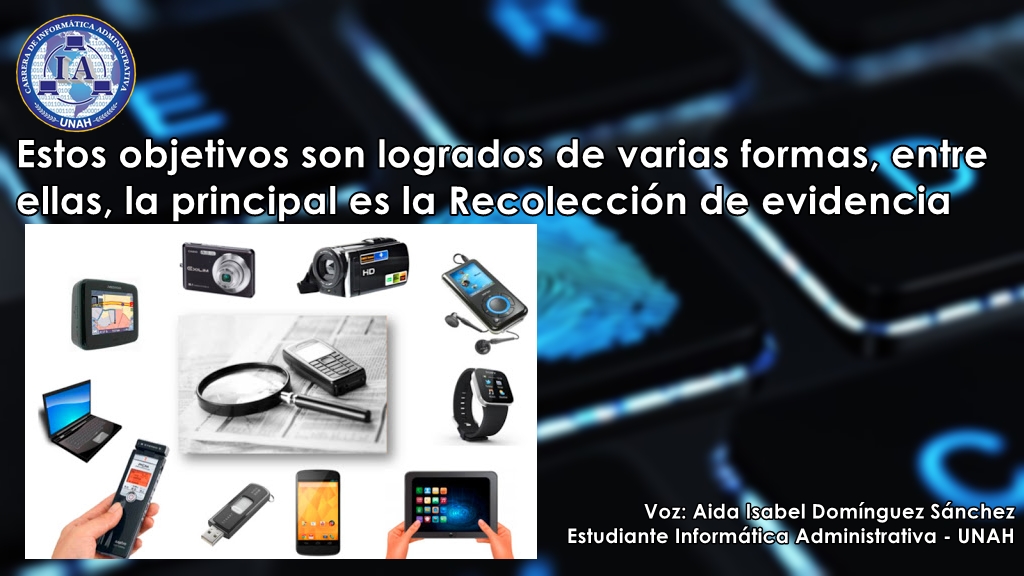 CARRERA DE INFORMÁTICA ADMINISTRATIVA
IA
UNAH
Estos objetivos son logrados de varias formas, entre
ellas, la principal es la Recolección de evidencia
HD
Voz: Aida Isabel Domínguez Sánchez
Estudiante Informática Administrativa - UNAH
E
R
D
C